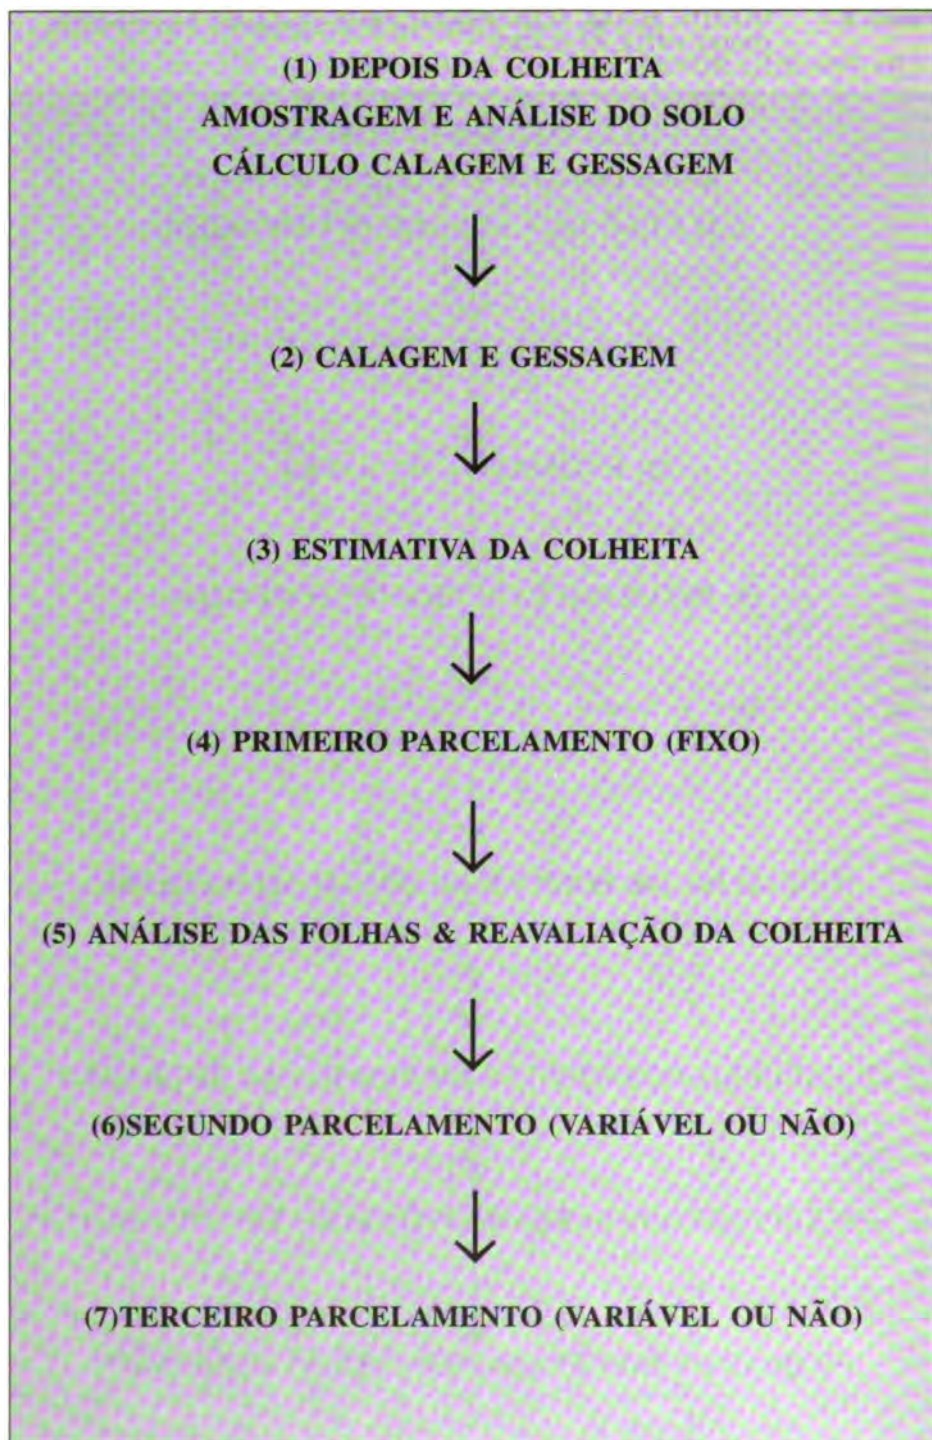 (1) DEPOIS DA COLHEITA
AMOSTRAGEM E ANÁLISE DO SOLO
CÁLCULO CALAGEM E GESSAGEM
(2) CALAGEM E GESSAGEM
(3) ESTIMATIVA DA COLHEITA
(4) PRIMEIRO PARCELAMENTO (FIXO)
(5) ANÁLISE DAS FOLHAS & REAVALIAÇÃO DA COLHEITA
(6)SEGUNDO PARCELAMENTO (VARIÁVEL OU NÃO)
(7)TERCEIRO PARCELAMENTO (VARIÁVEL OU NÃO)